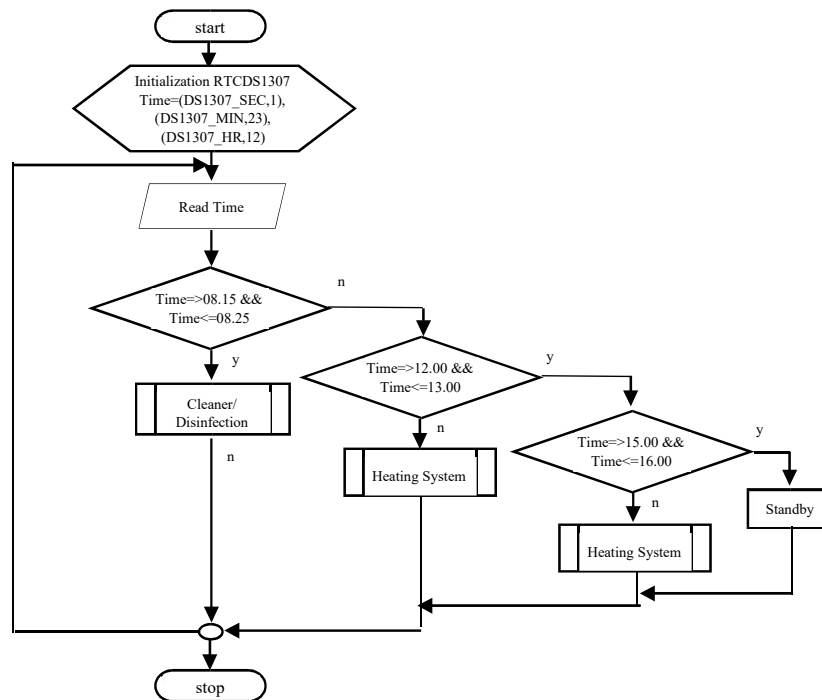 start
Initialization RTCDS1307
Time=(DS1307_SEC,1),
(DS1307_MIN,23),
(DS1307_HR,12)
Read Time
n
Time=>08.15 &&
Time<=08.25
y
y
Time=>12.00 &&
Time<=13.00
Cleaner/
Disinfection
n
y
Time=>15.00 &&
Time<=16.00
n
Heating System
n
Standby
Heating System
stop